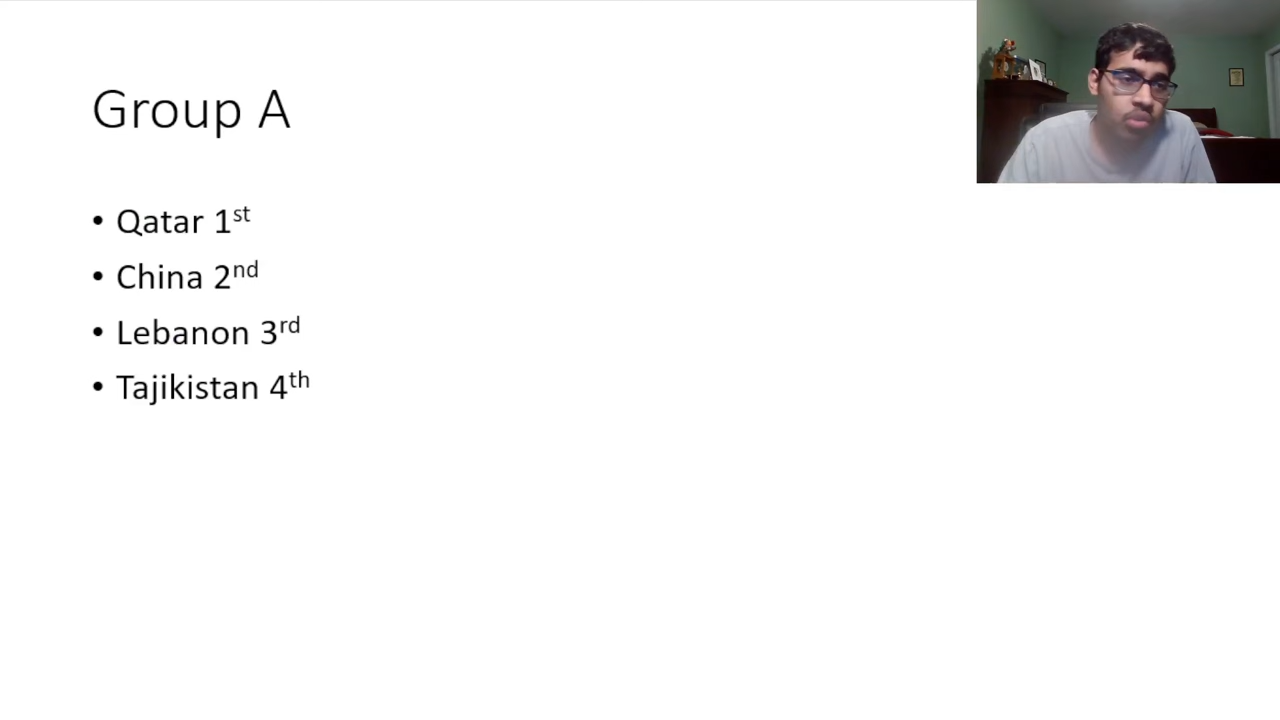 Group A
• Qatar 1st
• China 2nd
• Lebanon 3rd
• Tajikistan 4th